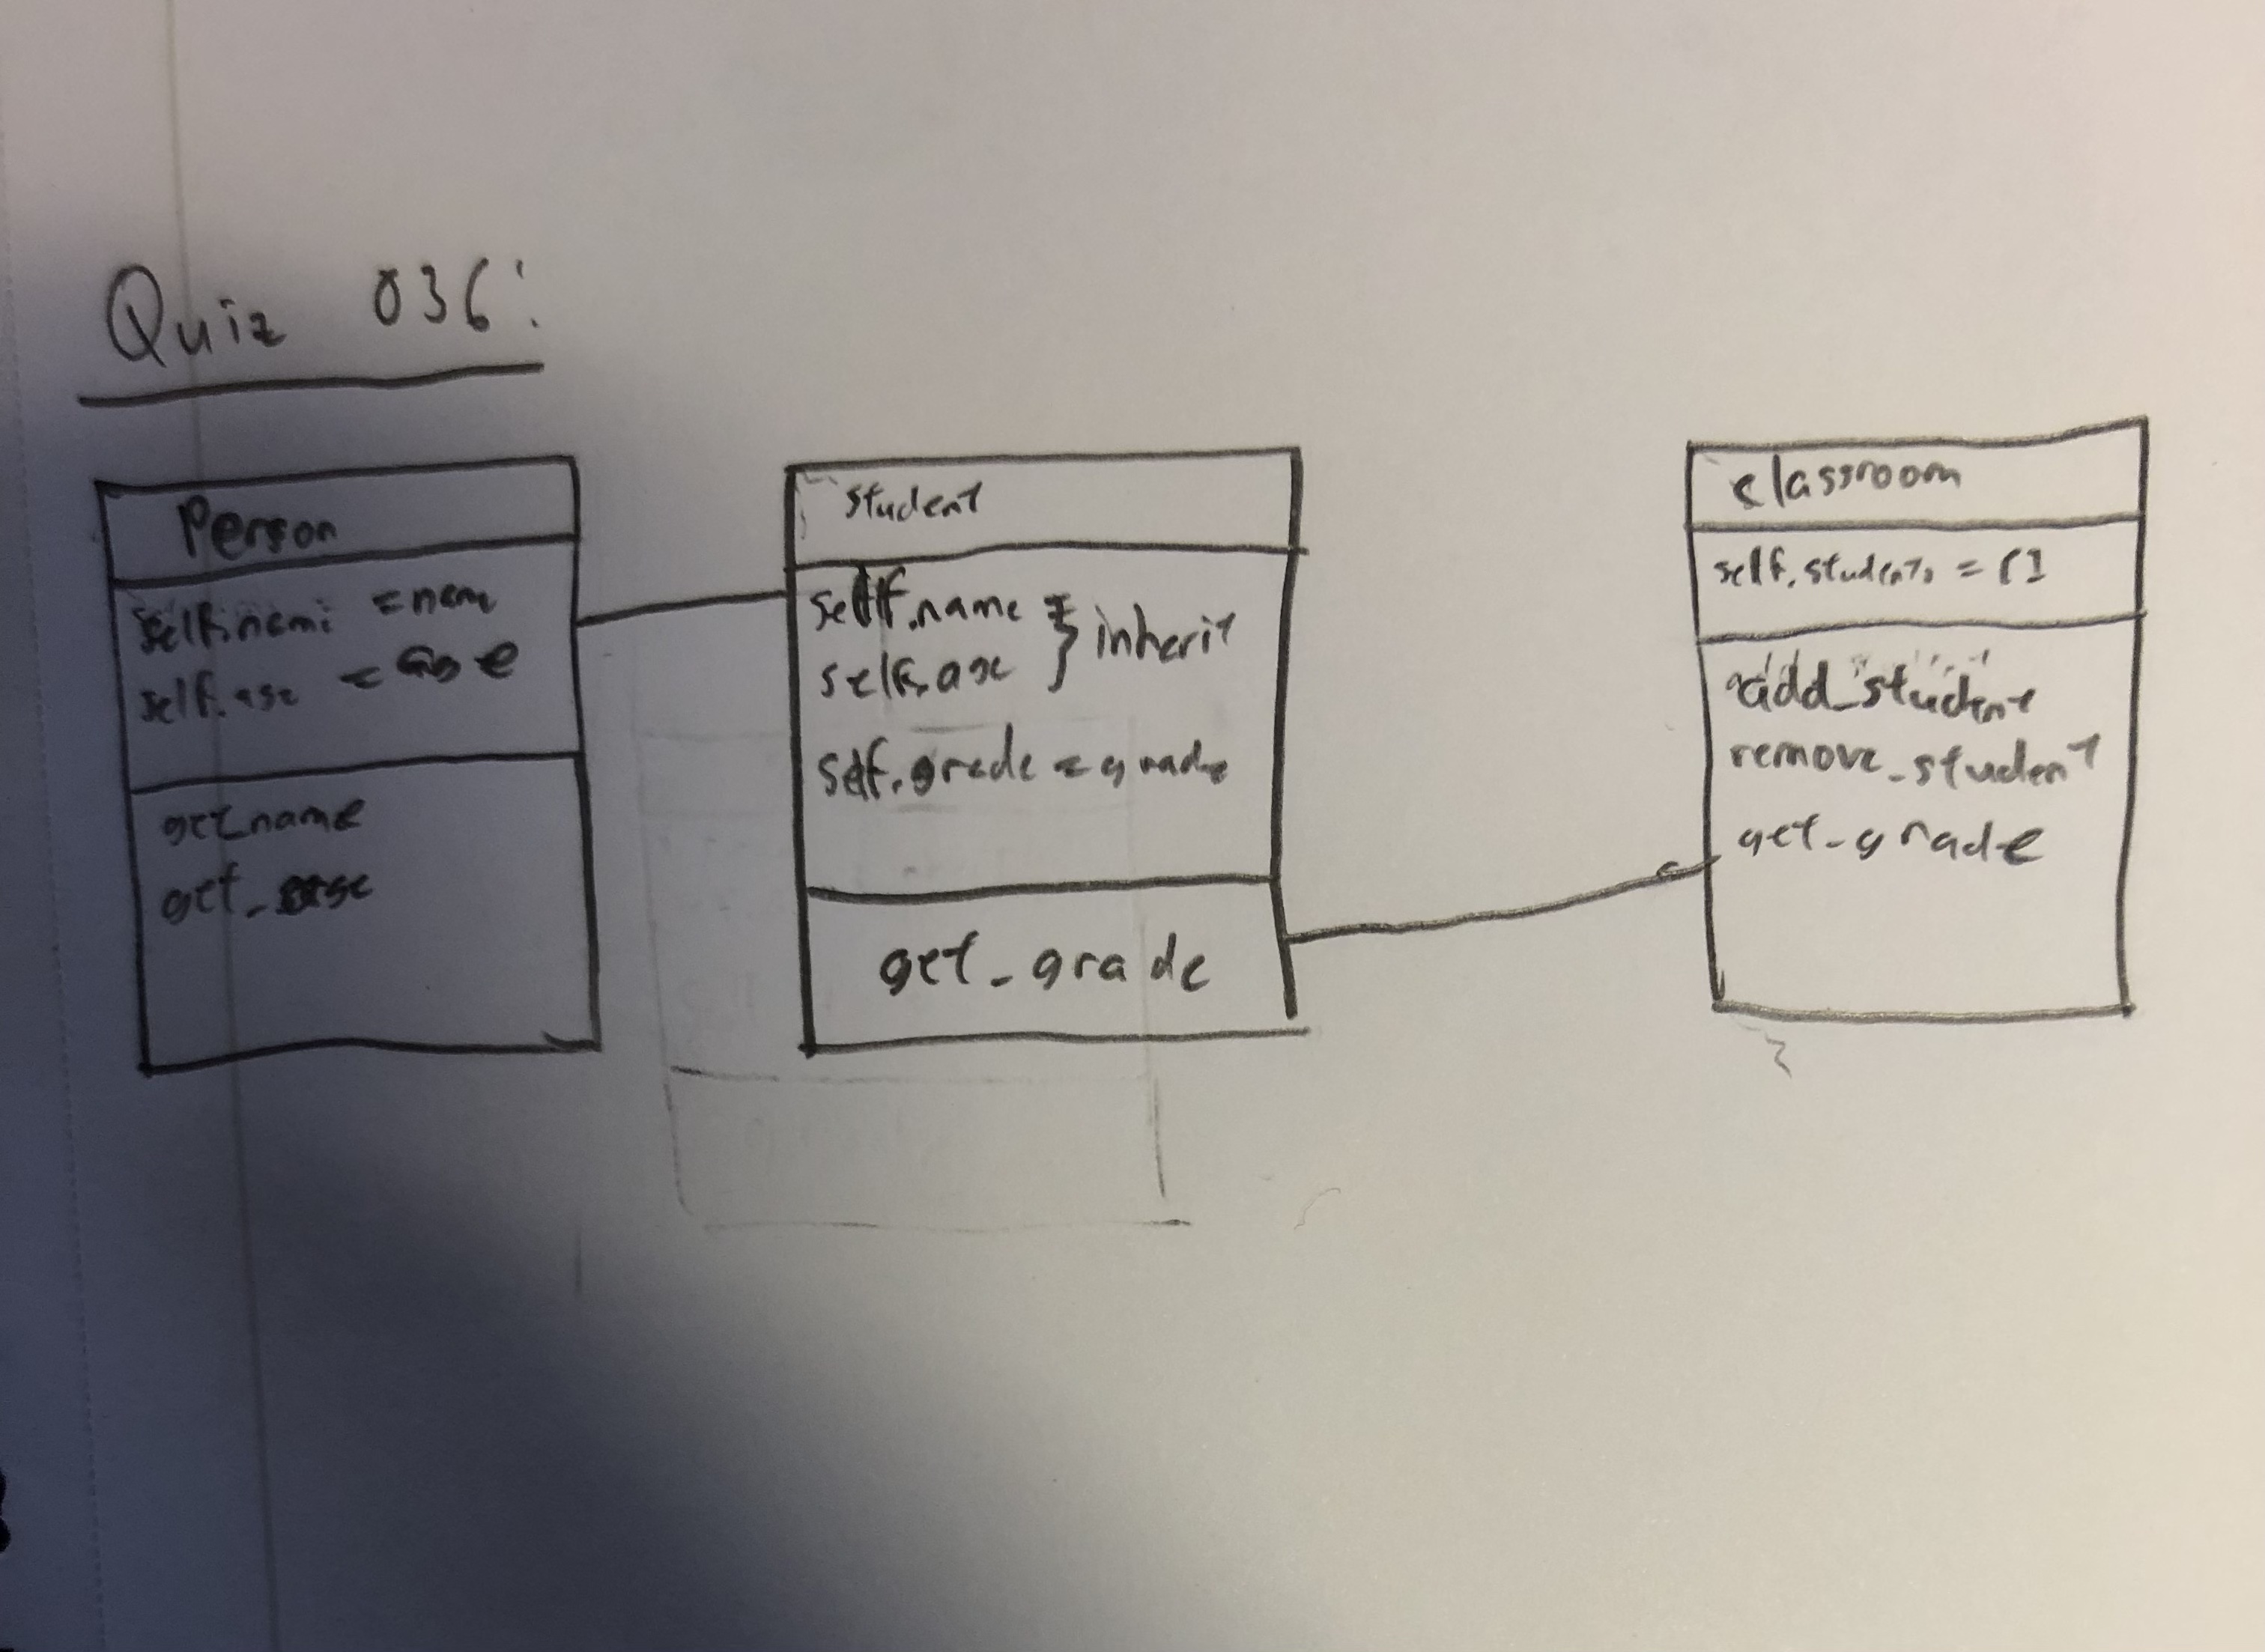 Quiz 036:
Person
self.name = name
self.age = age
get_name
get_age
student
self.name } inherit
self.age
self.grade = grade
get_grade
classroom
self.students = []
add_student
remove_student
get_grade